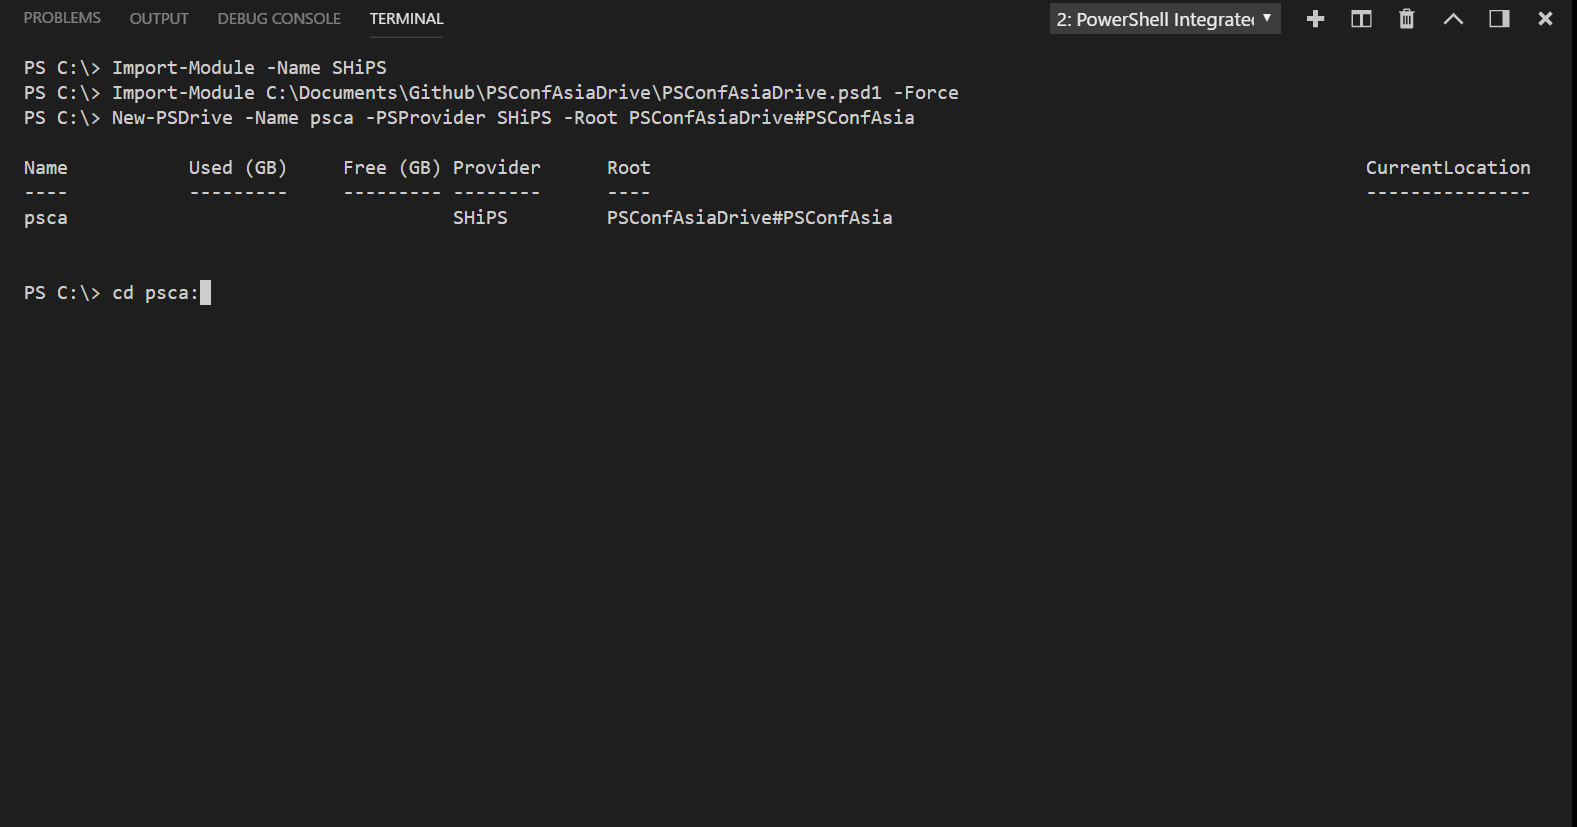 PROBLEMS OUTPUT DEBUG CONSOLE TERMINAL 2: PowerShell Integrated
PS C:\> Import-Module -Name SHiPS
PS C:\> Import-Module C:\Documents\Github\PSConfAsiaDrive\PSConfAsiaDrive.psd1 -Force
PS C:\> New-PSDrive -Name psca -PSProvider SHiPS -Root PSConfAsiaDrive#PSConfAsia
Name Used (GB) Free (GB) Provider Root CurrentLocation
---- --------- --------- -------- ---- ---------------
psca SHiPS PSConfAsiaDrive#PSConfAsia
PS C:\> cd psca: